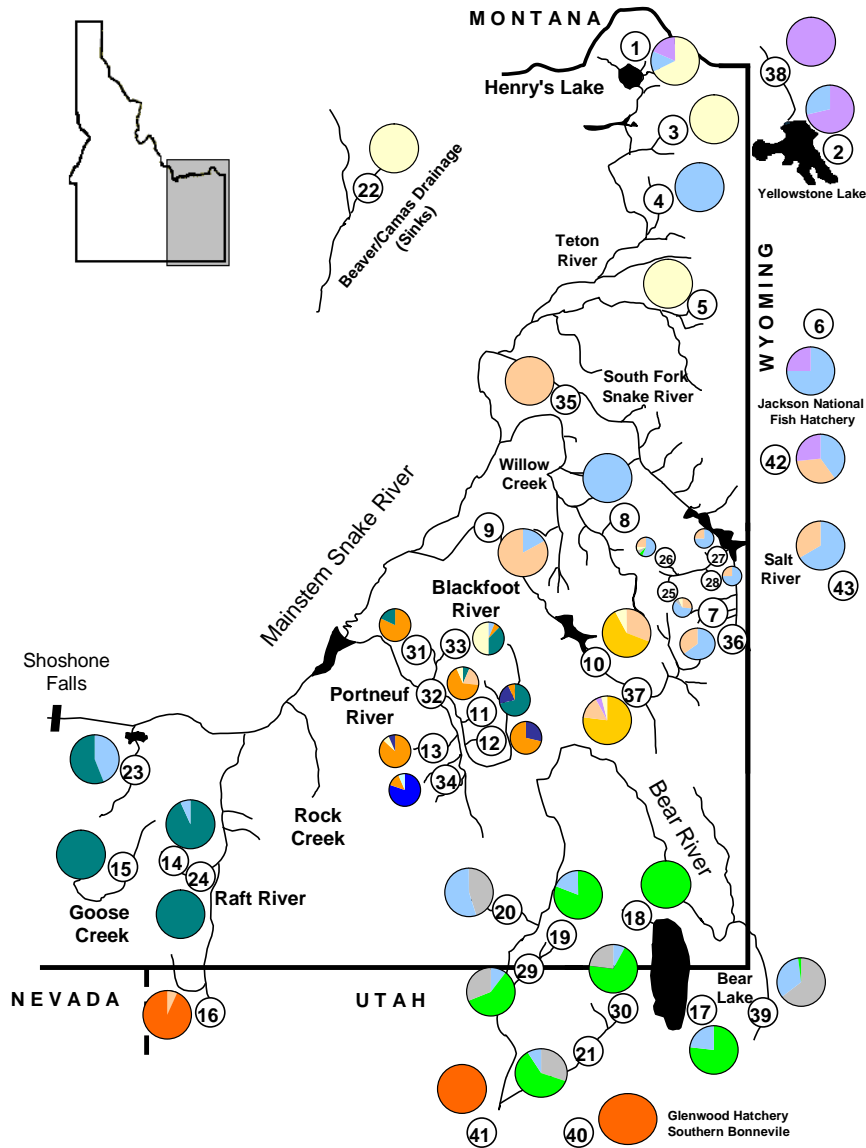 MONTANA
1
38
Henry's Lake
3
2
Yellowstone Lake
22
4
Beaver/Camas Drainage
(Sinks)
Teton
River
WYOMING
5
6
South Fork
Snake River
Jackson National
Fish Hatchery
35
42
Willow
Creek
Mainstem Snake River
9
8
26
27
Salt
River
25
28
43
Blackfoot
River
7
36
31
33
10
Shoshone
Falls
Portneuf
River
32
37
11
13
12
23
34
Rock
Creek
Bear River
14
15
24
Raft River
Goose
Creek
20
18
19
29
NEVADA
UTAH
Bear
Lake
16
30
17
39
21
41
40
Glenwood Hatchery
Southern Bonnevile